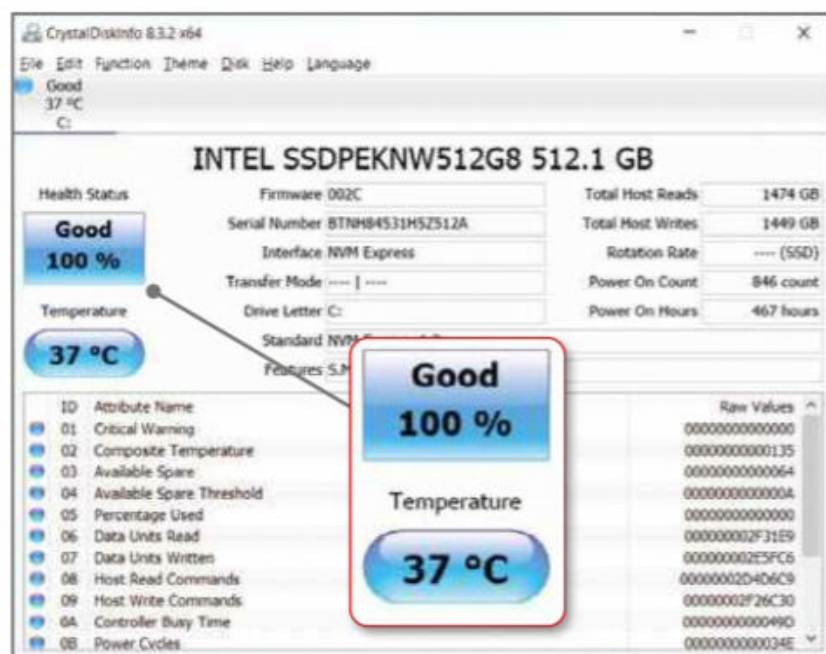 CrystalDiskInfo 8.3.2 x64
File Edit Function Theme Disk Help Language
Good
37 ºC
C:
INTEL SSDPEKNW512G8 512.1 GB
Health Status
Good
100 %
Temperature
37 ºC
Firmware 002C
Serial Number BTNH84531H5Z512A
Interface NVM Express
Transfer Mode ---- | ----
Drive Letter C:
Standard NVM
Features S.M
Total Host Reads 1474 GB
Total Host Writes 1449 GB
Rotation Rate ---- (SSD)
Power On Count 846 count
Power On Hours 467 hours
Good
100 %
Temperature
37 ºC
ID Attribute Name Raw Values
01 Critical Warning 00000000000000
02 Composite Temperature 00000000000135
03 Available Spare 00000000000064
04 Available Spare Threshold 0000000000000A
05 Percentage Used 00000000000000
06 Data Units Read 000000002F31E9
07 Data Units Written 000000002E5FC6
08 Host Read Commands 00000002D4D6C9
09 Host Write Commands 00000002F26C30
0A Controller Busy Time 0000000000049D
0B Power Cycles 0000000000034E